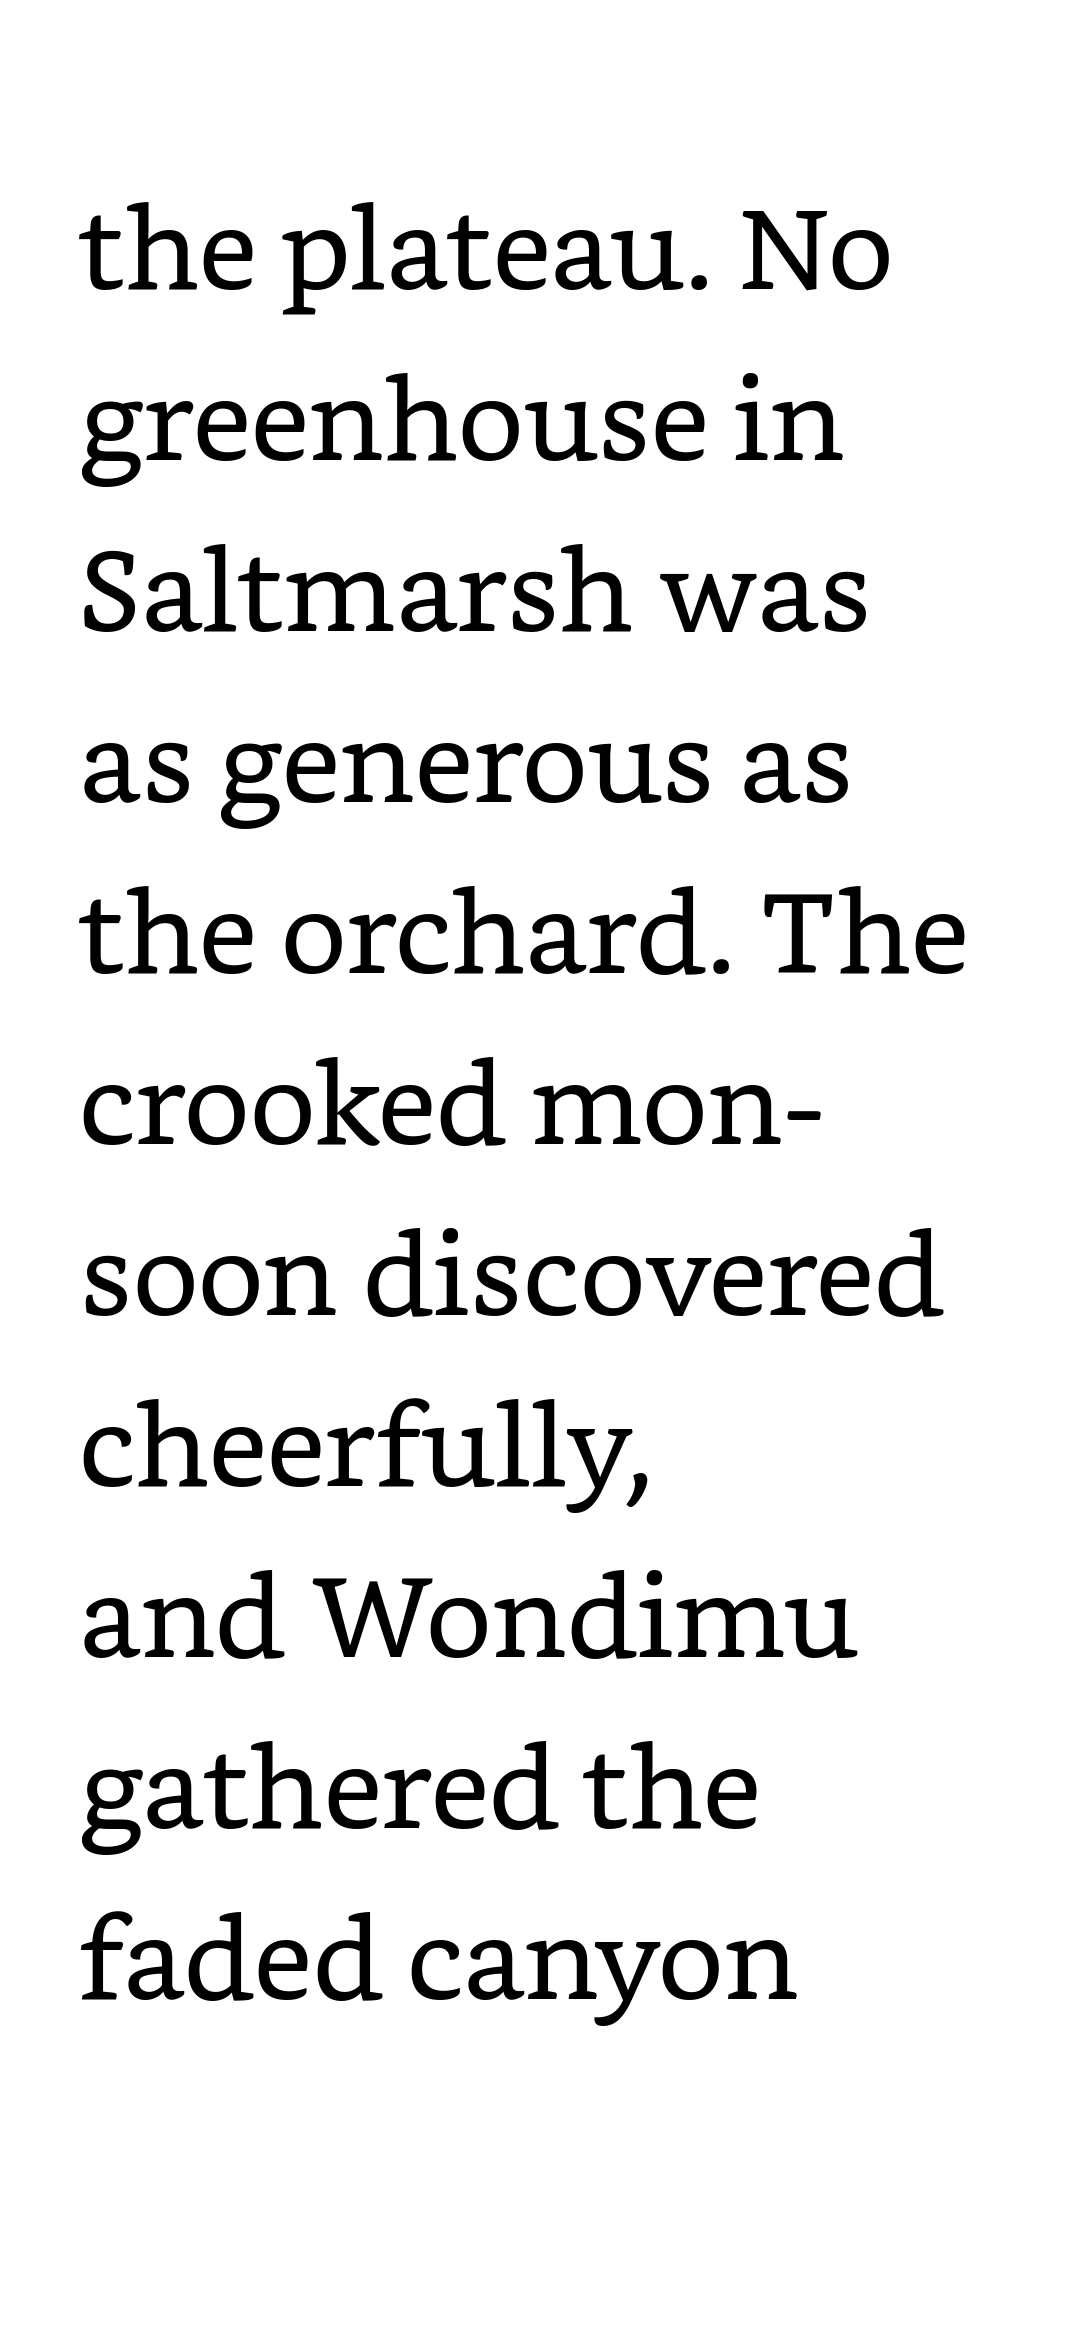 the plateau. No
greenhouse in
Saltmarsh was
as generous as
the orchard. The
crooked mon-
soon discovered
cheerfully,
and Wondimu
gathered the
faded canyon